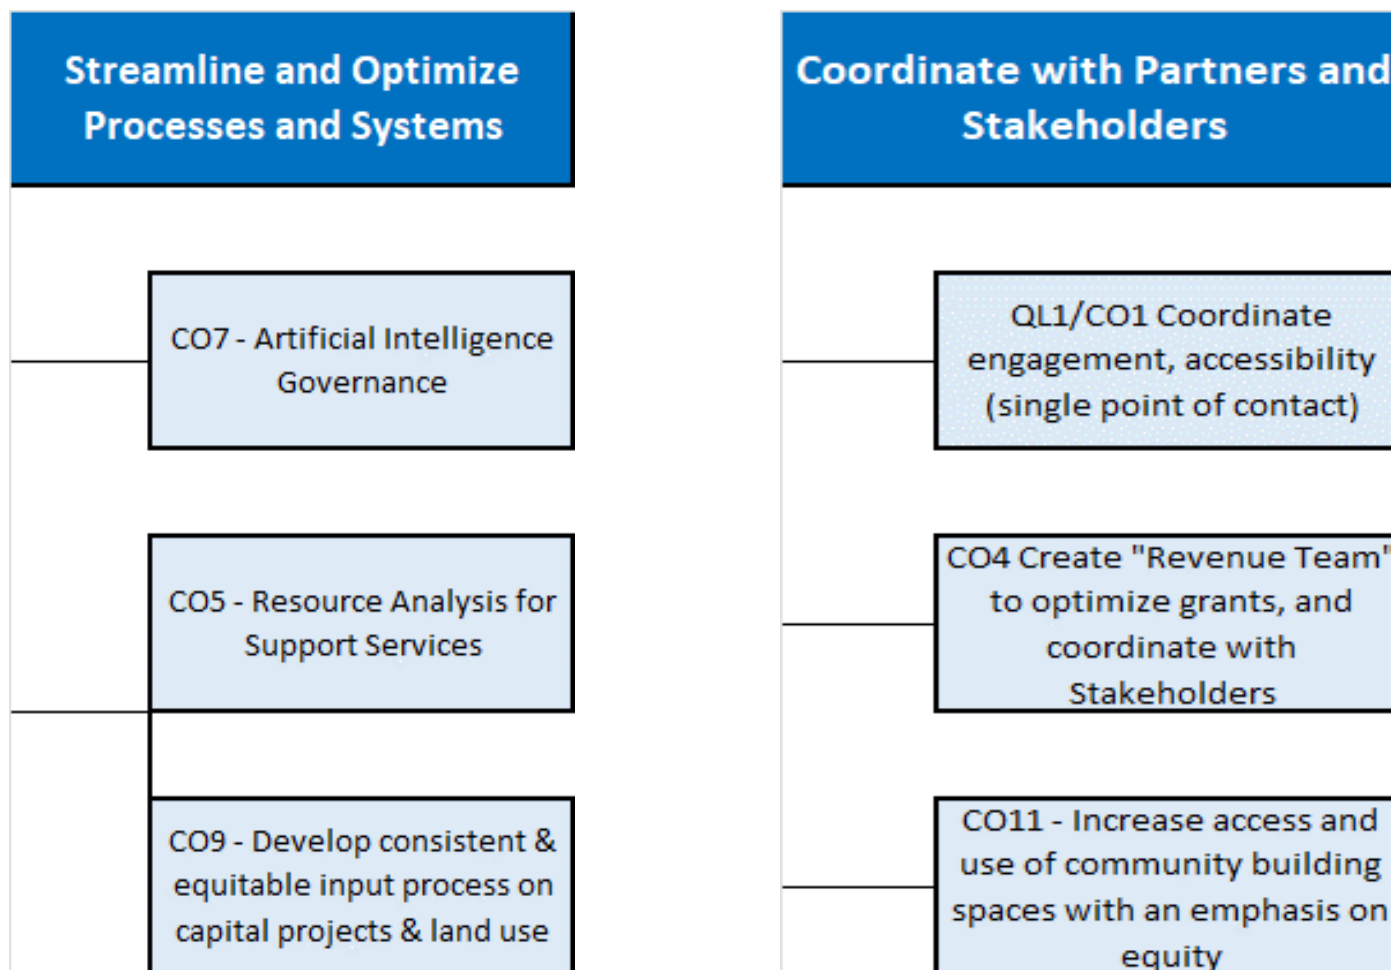 Streamline and Optimize
Processes and Systems
CO7 - Artificial Intelligence
Governance
CO5 - Resource Analysis for
Support Services
CO9 - Develop consistent &
equitable input process on
capital projects & land use
Coordinate with Partners and
Stakeholders
QL1/CO1 Coordinate
engagement, accessibility
(single point of contact)
CO4 Create "Revenue Team"
to optimize grants, and
coordinate with
Stakeholders
CO11 - Increase access and
use of community building
spaces with an emphasis on
equity